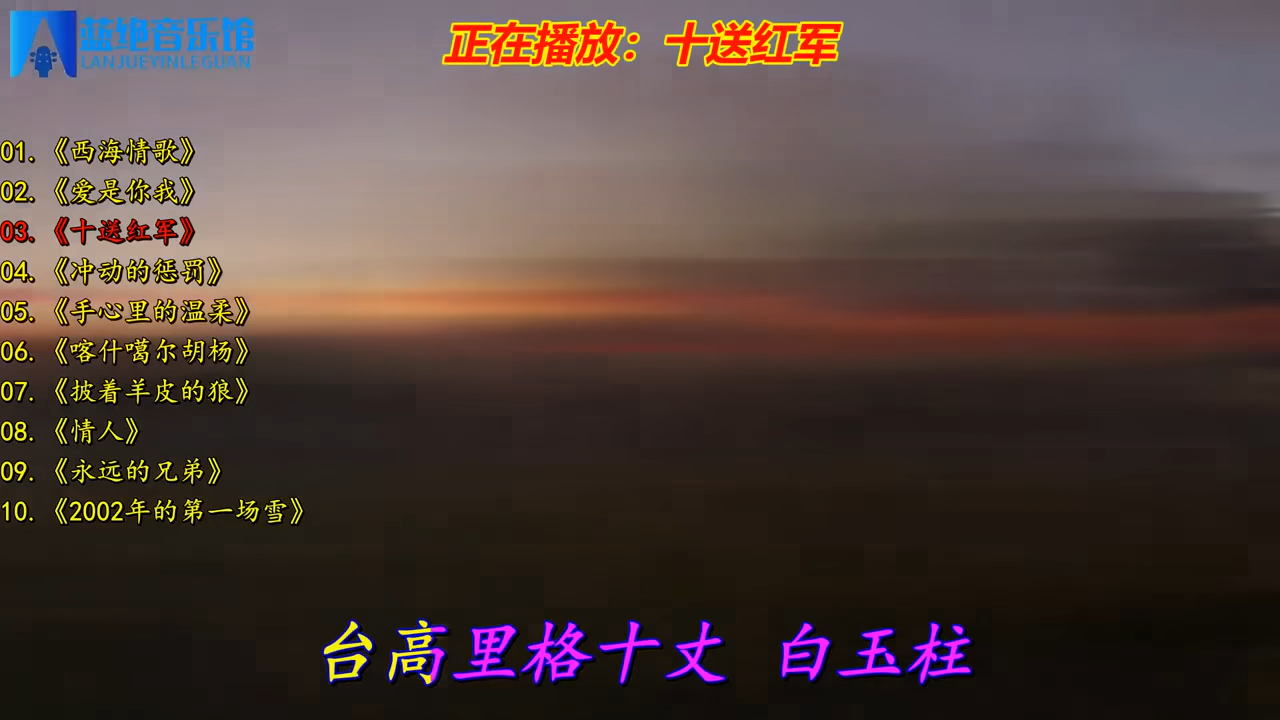 蓝绝音乐馆
LANJUEYINLEGUAN
正在播放：十送红军
01.《西海情歌》
02.《爱是你我》
03.《十送红军》
04.《冲动的惩罚》
05.《手心里的温柔》
06.《喀什噶尔胡杨》
07.《披着羊皮的狼》
08.《情人》
09.《永远的兄弟》
10.《2002年的第一场雪》
台高里格十丈 白玉柱